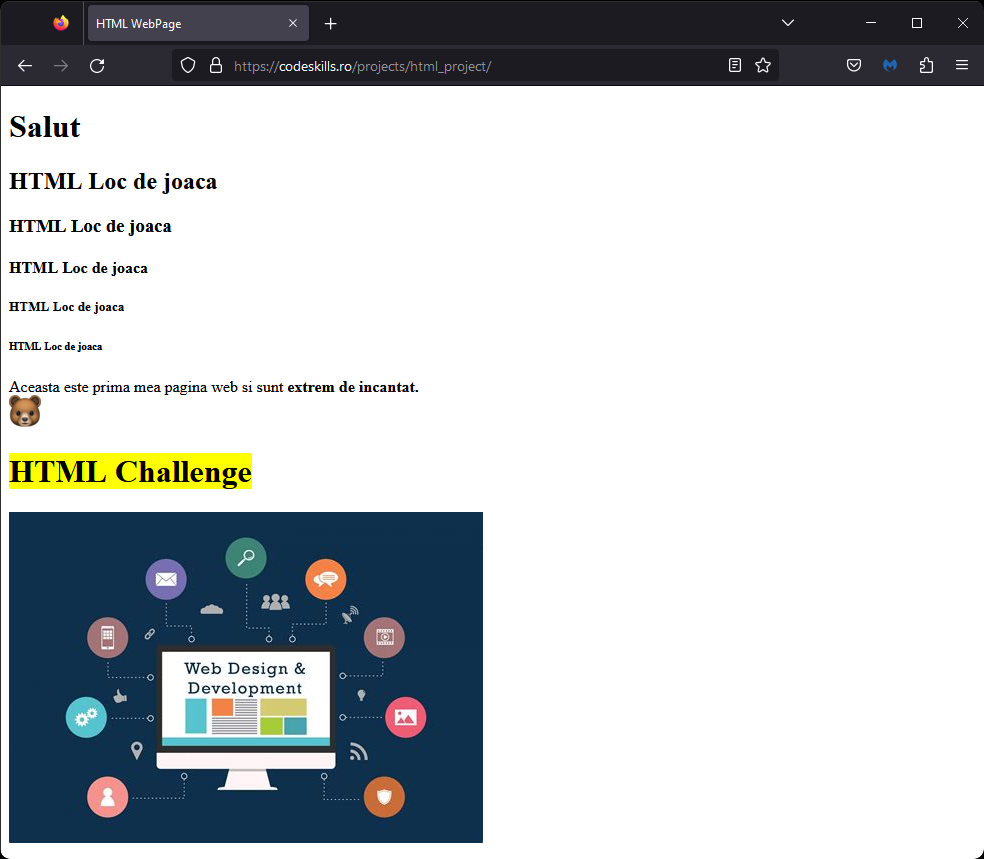 HTML WebPage
https://codeskills.ro/projects/html_project/
Salut
HTML Loc de joaca
HTML Loc de joaca
HTML Loc de joaca
HTML Loc de joaca
HTML Loc de joaca
Aceasta este prima mea pagina web si sunt extrem de incantat.
HTML Challenge
Web Design &
Development